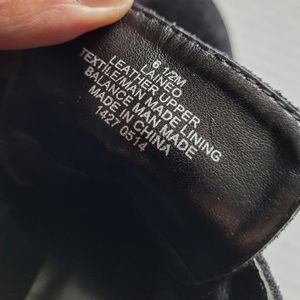 6 1/2M
LAINEO
LEATHER UPPER
TEXTILE/MAN MADE LINING
BALANCE MAN MADE
MADE IN CHINA
1427 0514